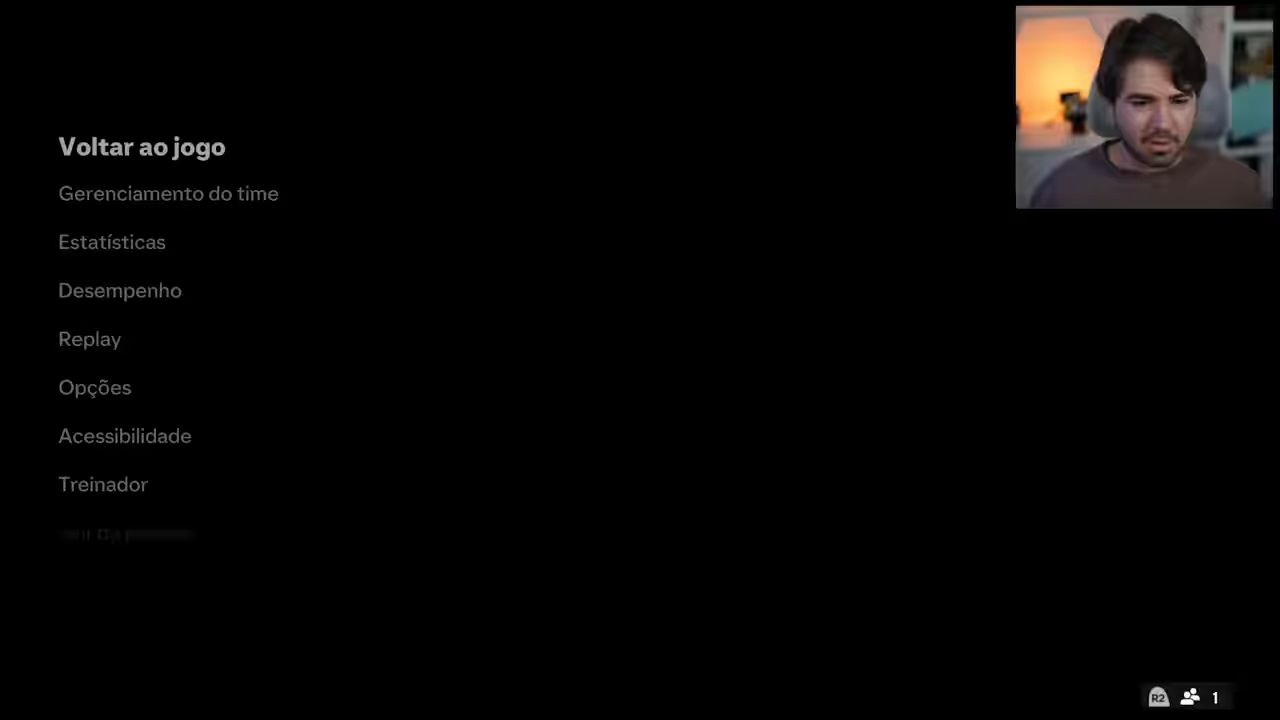 Voltar ao jogo
Gerenciamento do time
Estatísticas
Desempenho
Replay
Opções
Acessibilidade
Treinador
R2 1